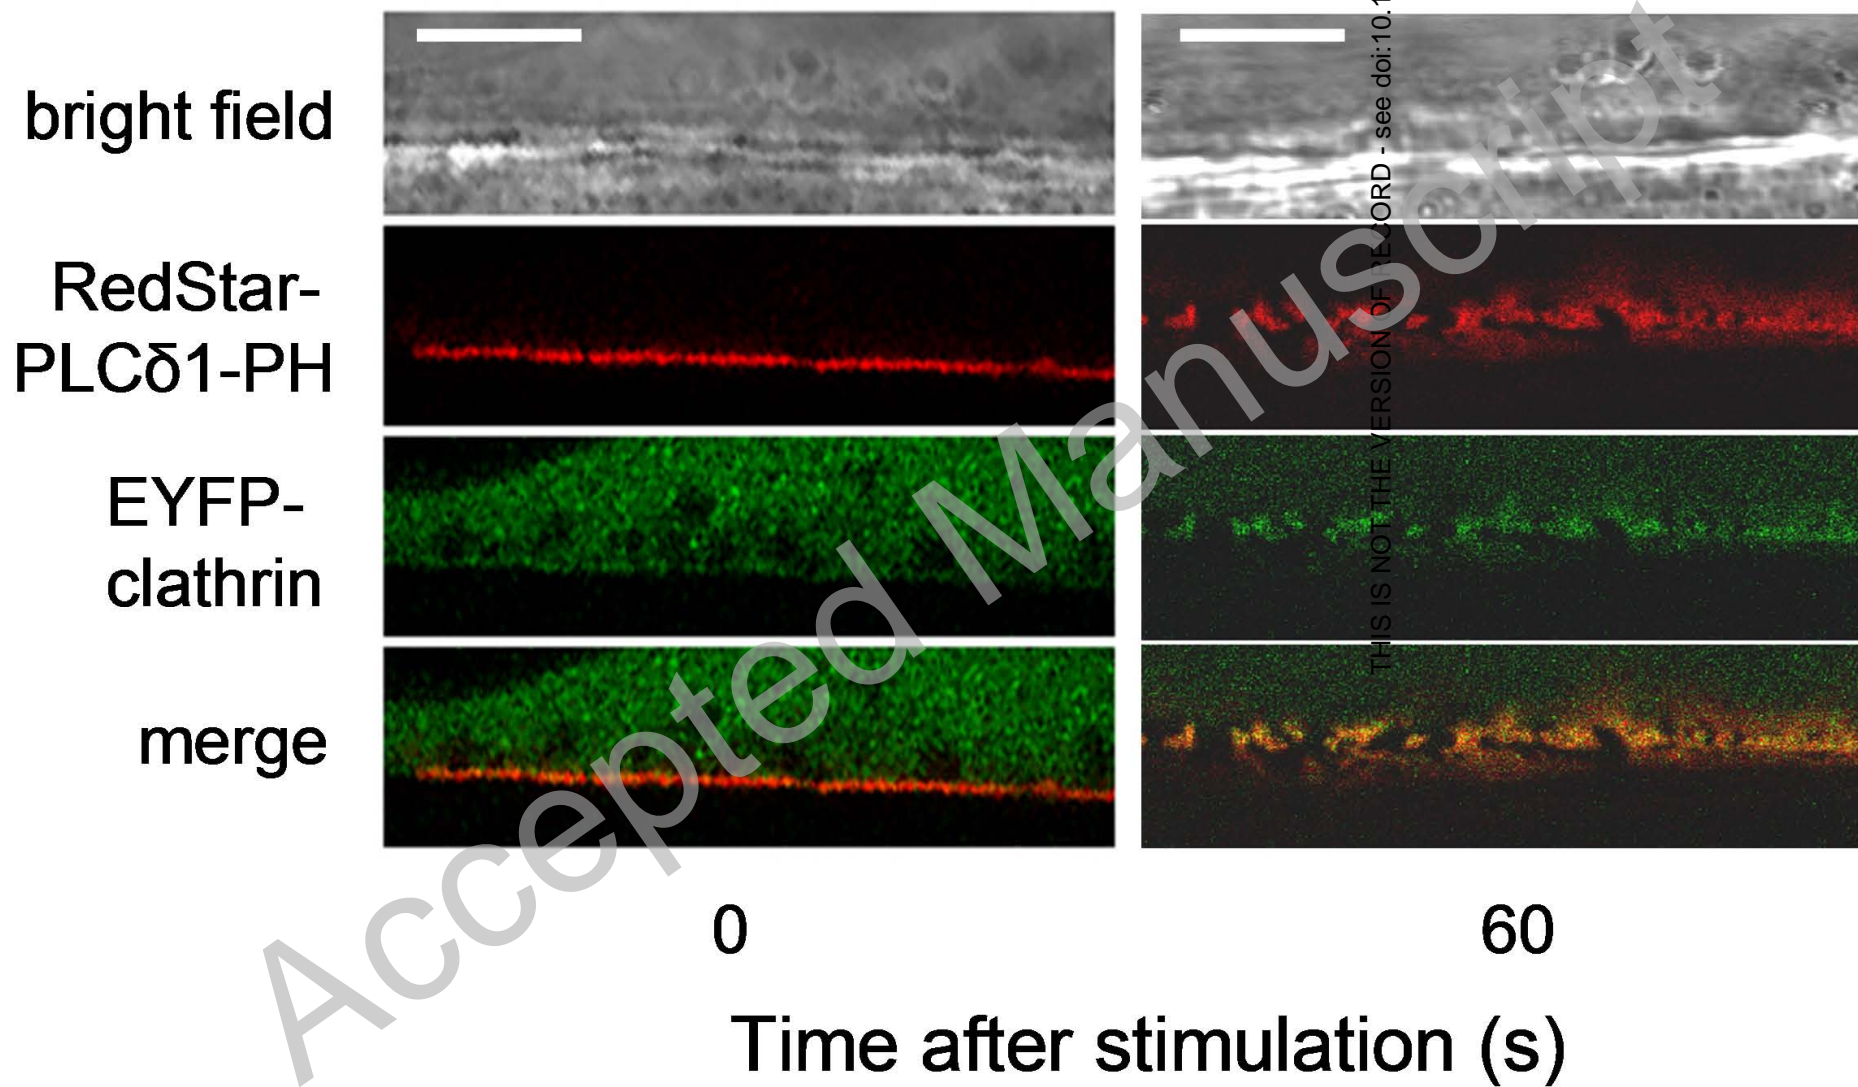 bright field
RedStar-
PLCδ1-PH
EYFP-
clathrin
merge
0
60
Time after stimulation (s)
Accepted Manuscript
THIS IS NOT THE VERSION OF RECORD - see doi:10.1